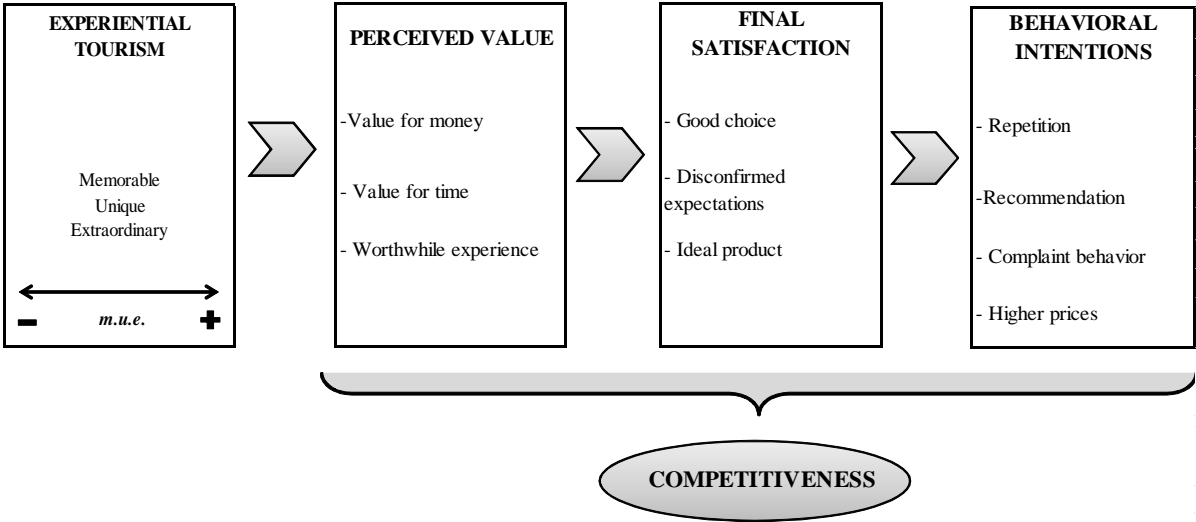 EXPERIENTIAL
TOURISM
Memorable
Unique
Extraordinary
m.u.e.
PERCEIVED VALUE
-Value for money
- Value for time
- Worthwhile experience
FINAL
SATISFACTION
- Good choice
- Disconfirmed
expectations
- Ideal product
BEHAVIORAL
INTENTIONS
- Repetition
-Recommendation
- Complaint behavior
- Higher prices
COMPETITIVENESS